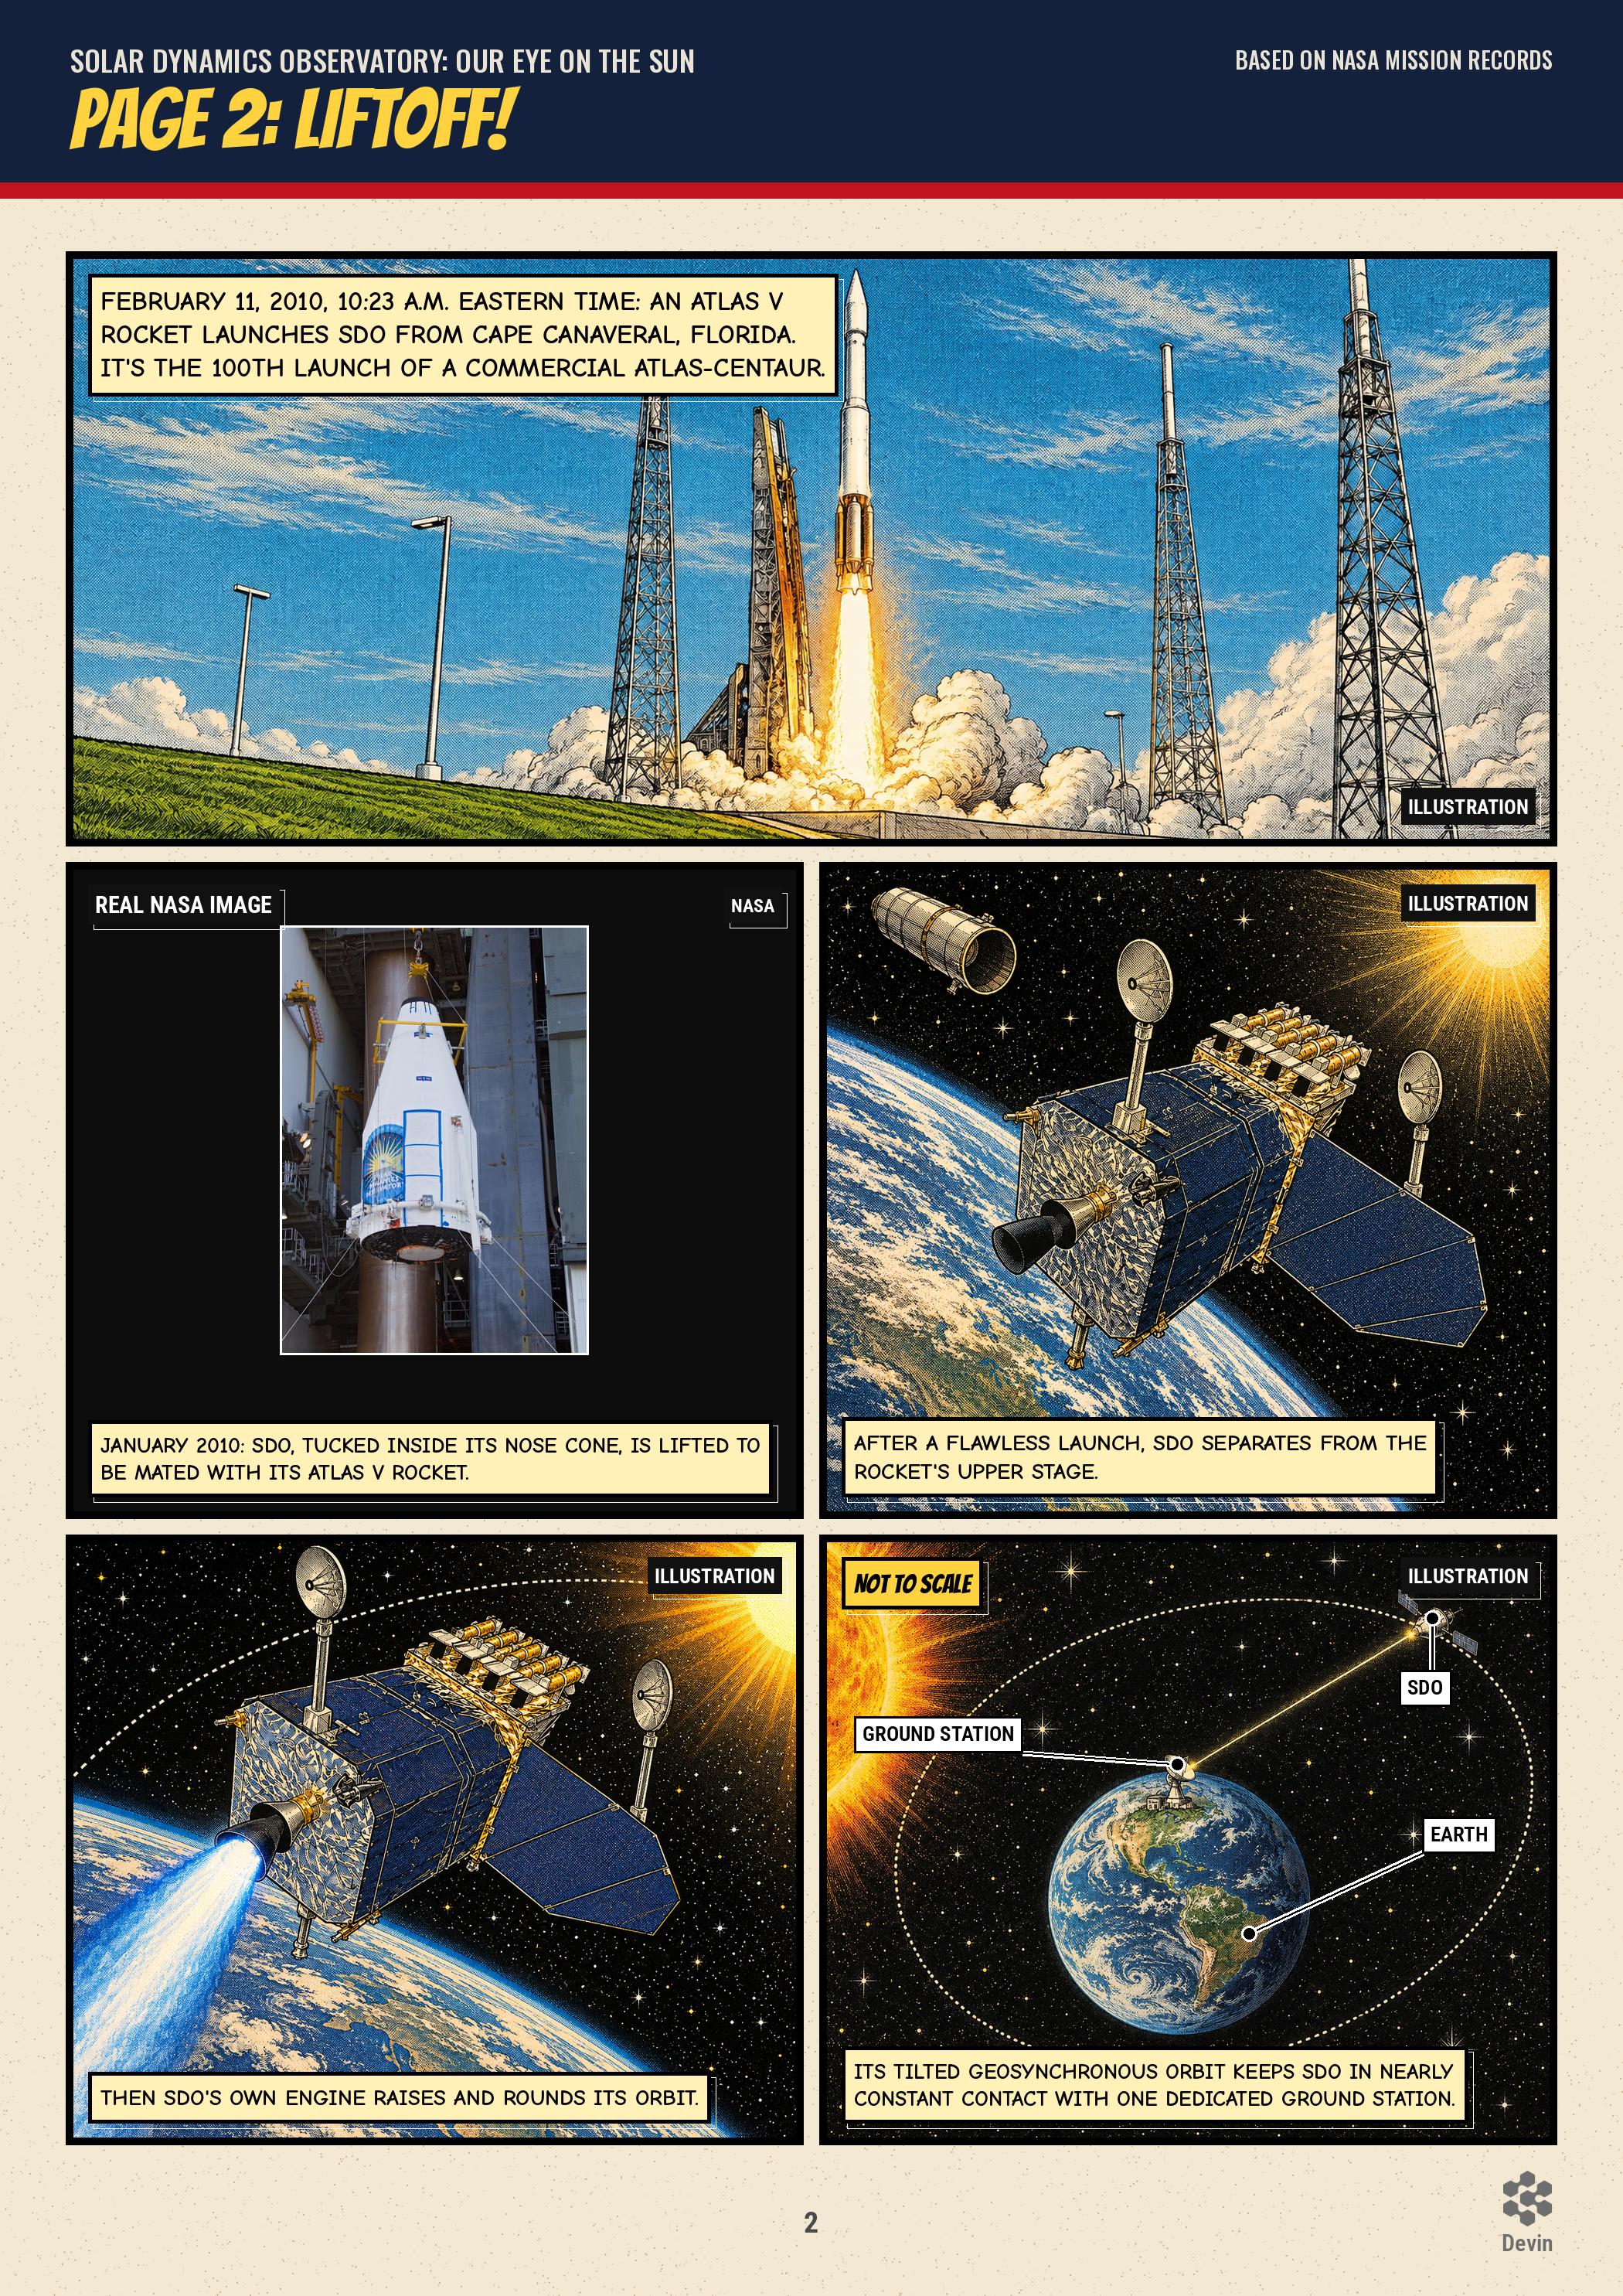 SOLAR DYNAMICS OBSERVATORY: OUR EYE ON THE SUN
BASED ON NASA MISSION RECORDS
PAGE 2: LIFTOFF!
FEBRUARY 11, 2010, 10:23 A.M. EASTERN TIME: AN ATLAS V
ROCKET LAUNCHES SDO FROM CAPE CANAVERAL, FLORIDA.
IT'S THE 100TH LAUNCH OF A COMMERCIAL ATLAS-CENTAUR.
ILLUSTRATION
REAL NASA IMAGE
NASA
JANUARY 2010: SDO, TUCKED INSIDE ITS NOSE CONE, IS LIFTED TO
BE MATED WITH ITS ATLAS V ROCKET.
ILLUSTRATION
AFTER A FLAWLESS LAUNCH, SDO SEPARATES FROM THE
ROCKET'S UPPER STAGE.
ILLUSTRATION
THEN SDO'S OWN ENGINE RAISES AND ROUNDS ITS ORBIT.
NOT TO SCALE
ILLUSTRATION
SDO
GROUND STATION
EARTH
ITS TILTED GEOSYNCHRONOUS ORBIT KEEPS SDO IN NEARLY
CONSTANT CONTACT WITH ONE DEDICATED GROUND STATION.
2
Devin